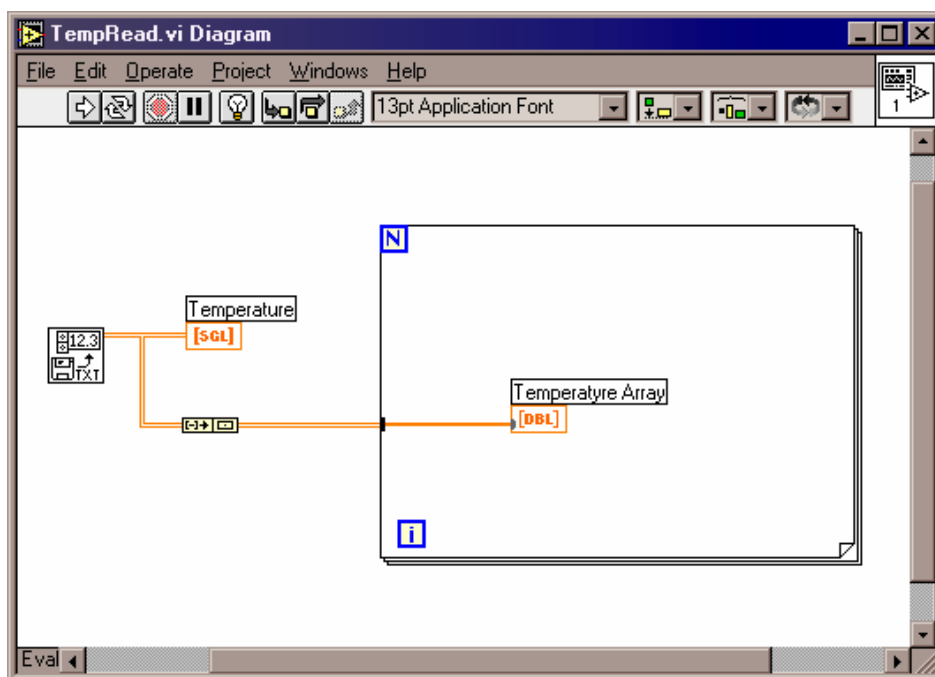 TempRead.vi Diagram
File Edit Operate Project Windows Help
13pt Application Font
1
N
Temperature
[SGL]
12.3
TXT
Temperatyre Array
[DBL]
i
Eval